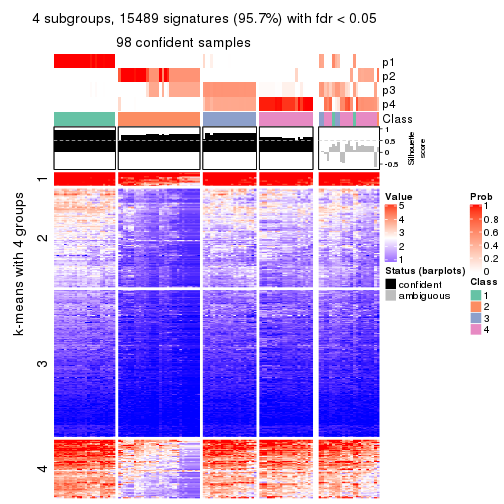 4 subgroups, 15489 signatures (95.7%) with fdr < 0.05
98 confident samples
p1
p2
p3
p4
Class
1
0.5
0
-0.5
Silhouette
score
k-means with 4 groups
1
2
3
4
Value
5
4
3
2
1
Status (barplots)
confident
ambiguous
Prob
1
0.8
0.6
0.4
0.2
0
Class
1
2
3
4